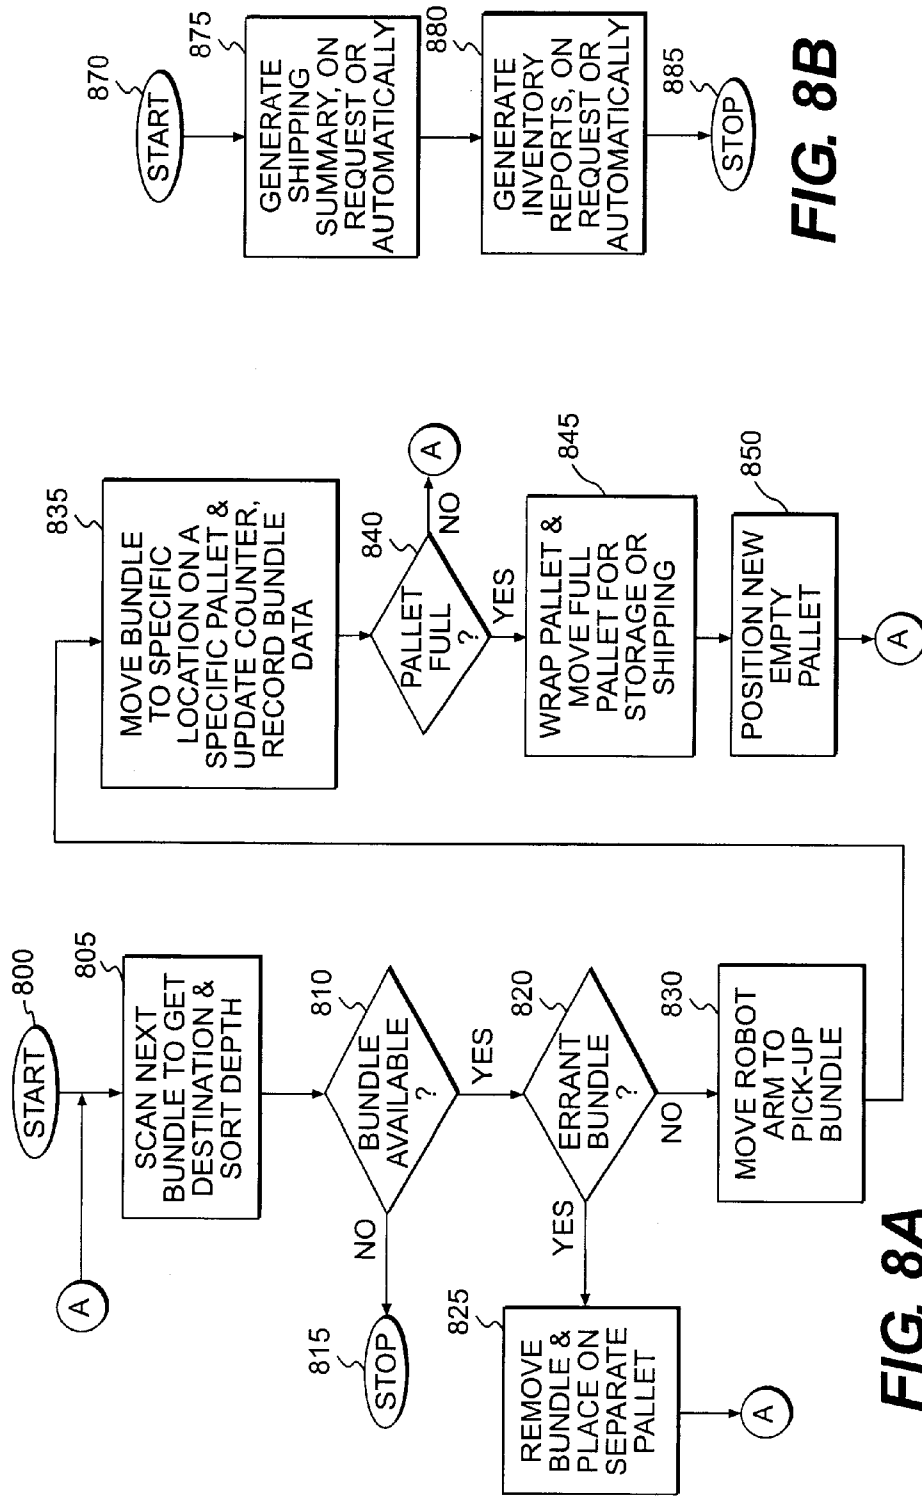 800
START
A
805
SCAN NEXT
BUNDLE TO GET
DESTINATION &
SORT DEPTH
810
BUNDLE
AVAILABLE
?
NO
815
STOP
YES
820
ERRANT
BUNDLE
?
YES
825
REMOVE
BUNDLE &
PLACE ON
SEPARATE
PALLET
A
NO
830
MOVE ROBOT
ARM TO
PICK-UP
BUNDLE
835
MOVE BUNDLE
TO SPECIFIC
LOCATION ON A
SPECIFIC PALLET &
UPDATE COUNTER,
RECORD BUNDLE
DATA
840
PALLET
FULL
?
NO
A
YES
845
WRAP PALLET &
MOVE FULL
PALLET FOR
STORAGE OR
SHIPPING
850
POSITION NEW
EMPTY
PALLET
A
FIG. 8A
870
START
875
GENERATE
SHIPPING
SUMMARY, ON
REQUEST OR
AUTOMATICALLY
880
GENERATE
INVENTORY
REPORTS, ON
REQUEST OR
AUTOMATICALLY
885
STOP
FIG. 8B